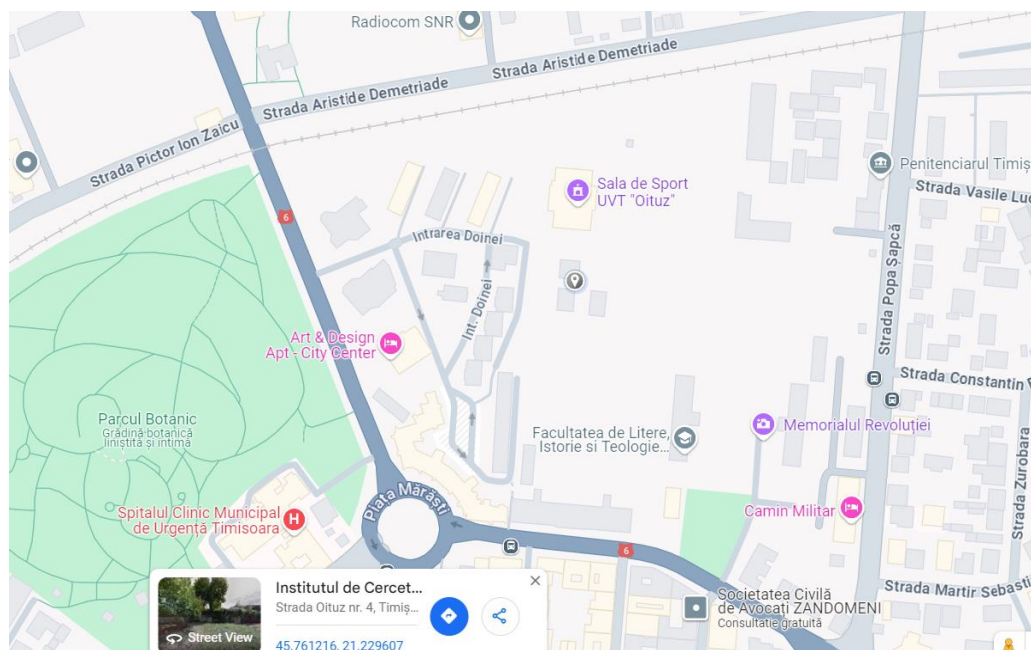 Radiocom SNR
Strada Aristide Demetriade
Strada Aristide Demetriade
Strada Pictor Ion Zaicu
Penitenciarul Timiș
Strada Vasile Luc
Sala de Sport
UVT "Oituz"
6
Intrarea Doinei
Int. Doinei
Strada Popa Șapcă
Art & Design
Apt - City Center
Strada Constantin
Parcul Botanic
Grădină botanică
liniștită și intimă
Facultatea de Litere,
Istorie si Teologie...
Memorialul Revoluției
Strada Zurobara
Piața Mărăști
Spitalul Clinic Municipal
de Urgență Timisoara
H
Camin Militar
6
Institutul de Cercet...
Strada Oituz nr. 4, Timiș...
Street View
45.761216, 21.229607
Strada Martir Sebasti
Societatea Civilă
de Avocați ZANDOMENI
Consultație gratuită